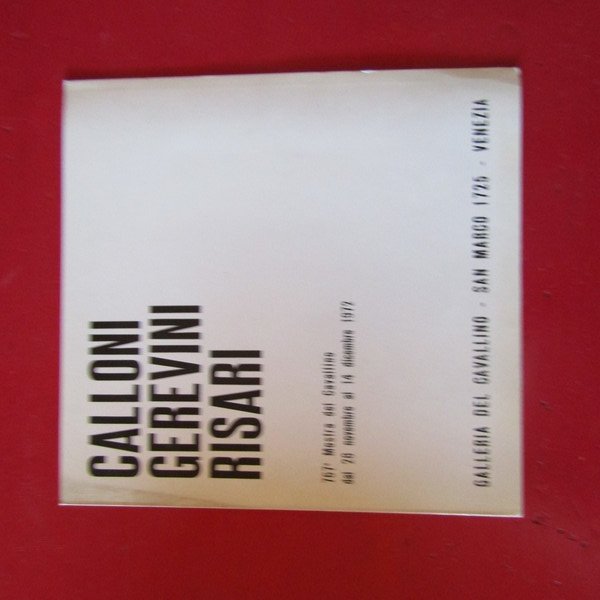 CALLONI
GEREVINI
RISARI
767ª Mostra del Cavallino
dal 28 novembre al 14 dicembre 1972
GALLERIA DEL CAVALLINO - SAN MARCO 1725 - VENEZIA